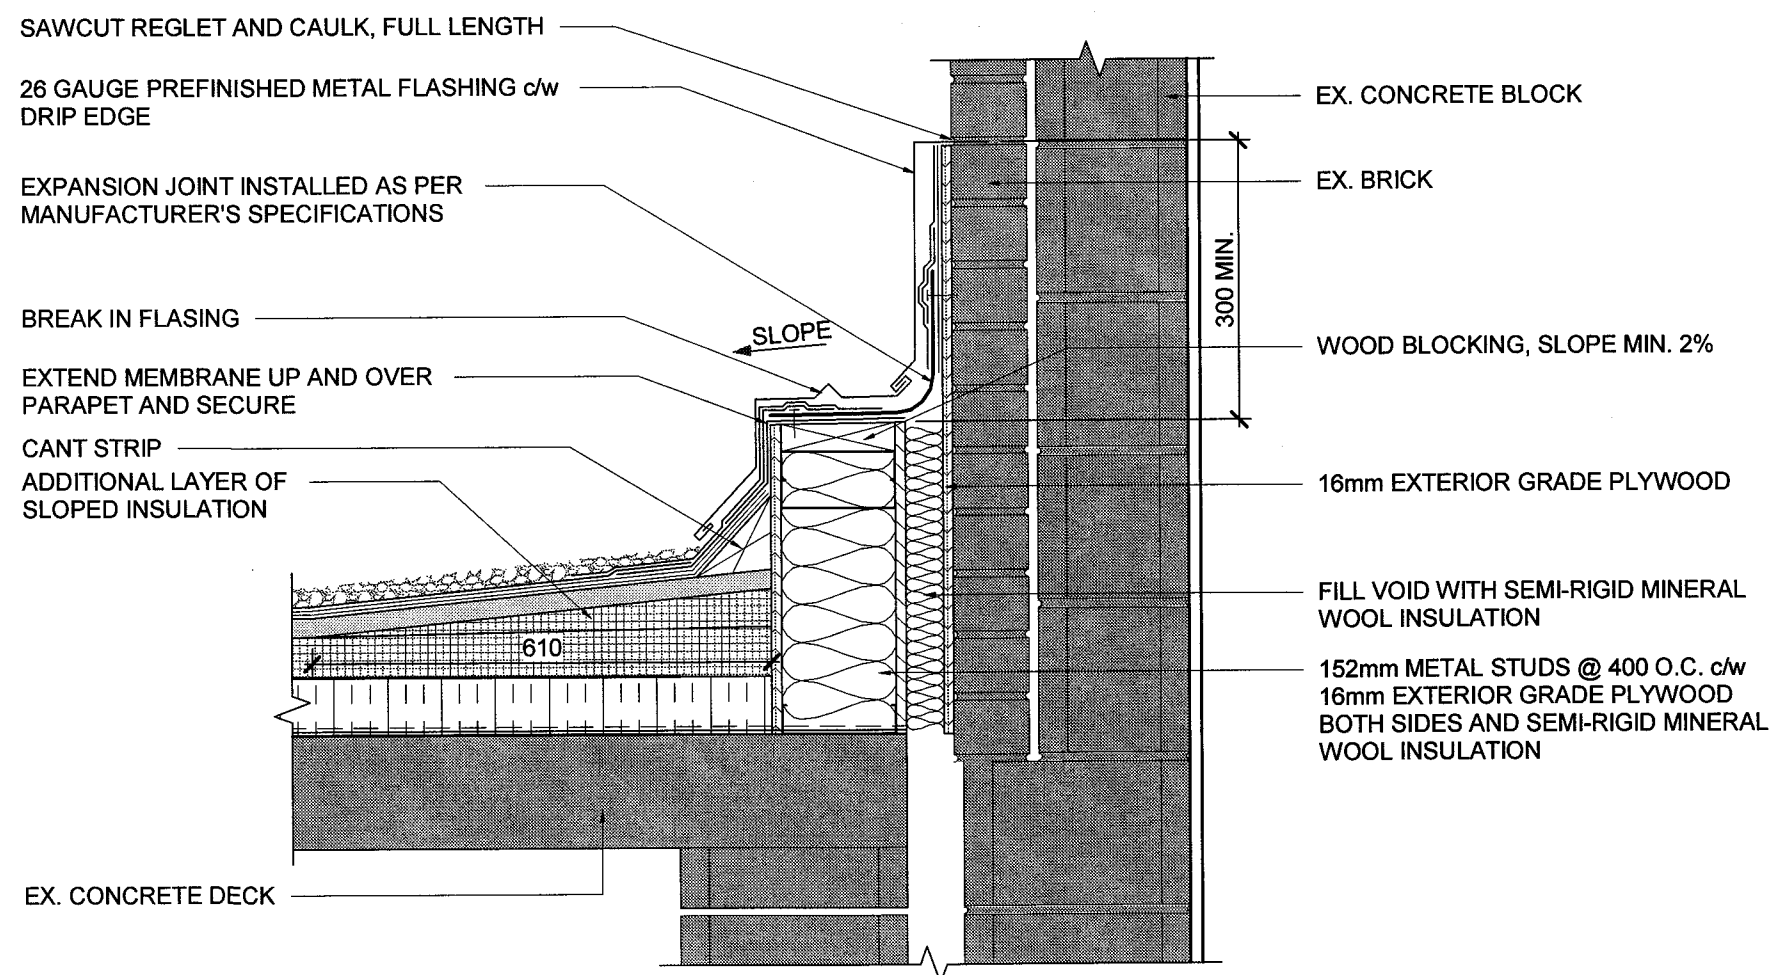 SAWCUT REGLET AND CAULK, FULL LENGTH
26 GAUGE PREFINISHED METAL FLASHING c/w
DRIP EDGE
EXPANSION JOINT INSTALLED AS PER
MANUFACTURER'S SPECIFICATIONS
BREAK IN FLASING
EXTEND MEMBRANE UP AND OVER
PARAPET AND SECURE
CANT STRIP
ADDITIONAL LAYER OF
SLOPED INSULATION
EX. CONCRETE DECK
SLOPE
610
300 MIN.
EX. CONCRETE BLOCK
EX. BRICK
WOOD BLOCKING, SLOPE MIN. 2%
16mm EXTERIOR GRADE PLYWOOD
FILL VOID WITH SEMI-RIGID MINERAL
WOOL INSULATION
152mm METAL STUDS @ 400 O.C. c/w
16mm EXTERIOR GRADE PLYWOOD
BOTH SIDES AND SEMI-RIGID MINERAL
WOOL INSULATION